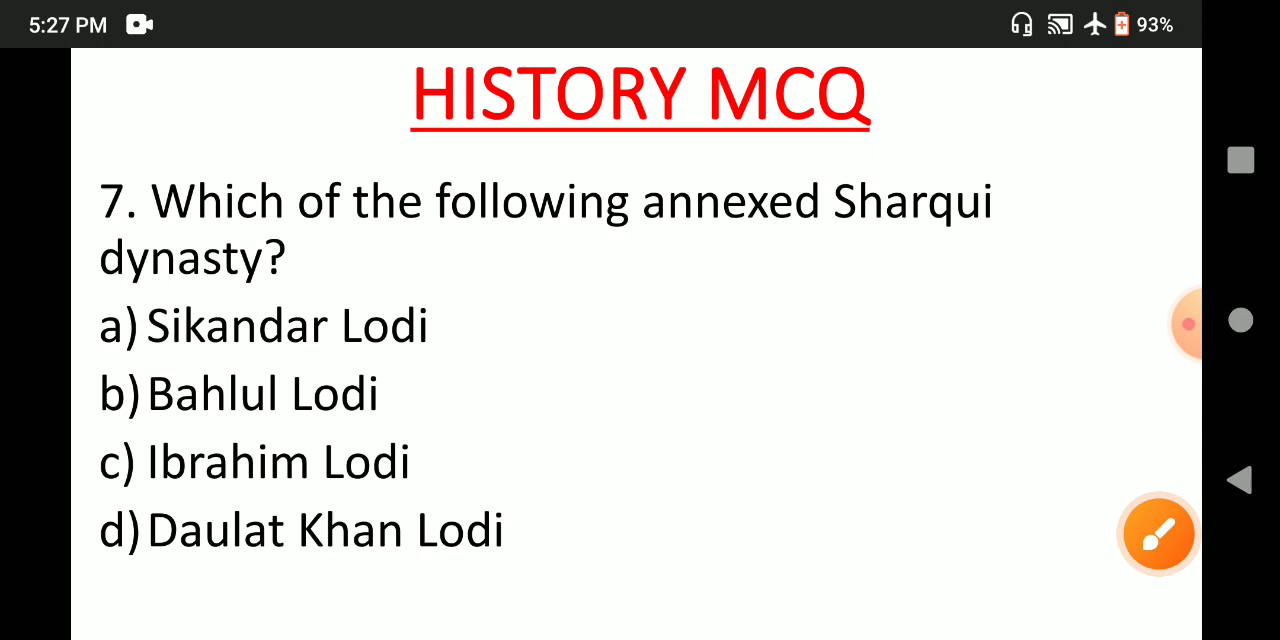 5:27 PM
93%
HISTORY MCQ
7. Which of the following annexed Sharqui
dynasty?
a) Sikandar Lodi
b) Bahlul Lodi
c) Ibrahim Lodi
d) Daulat Khan Lodi